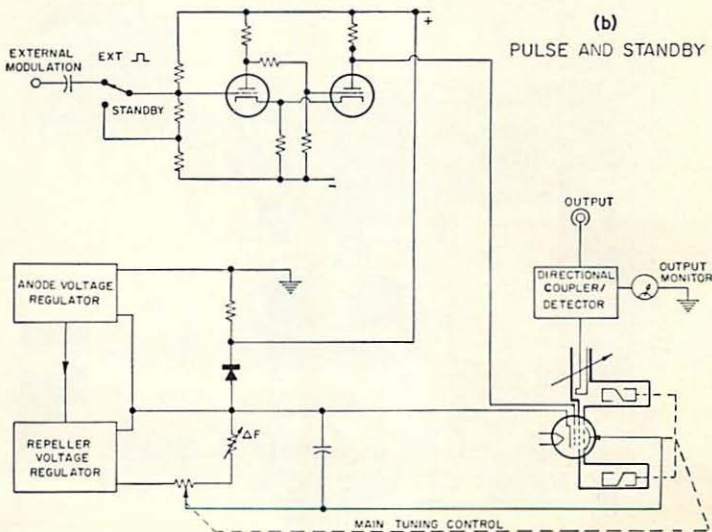 (b)
PULSE AND STANDBY
EXTERNAL
MODULATION
EXT
STANDBY
+
-
OUTPUT
DIRECTIONAL
COUPLER/
DETECTOR
OUTPUT
MONITOR
ANODE VOLTAGE
REGULATOR
REPELLER
VOLTAGE
REGULATOR
ΔF
MAIN TUNING CONTROL